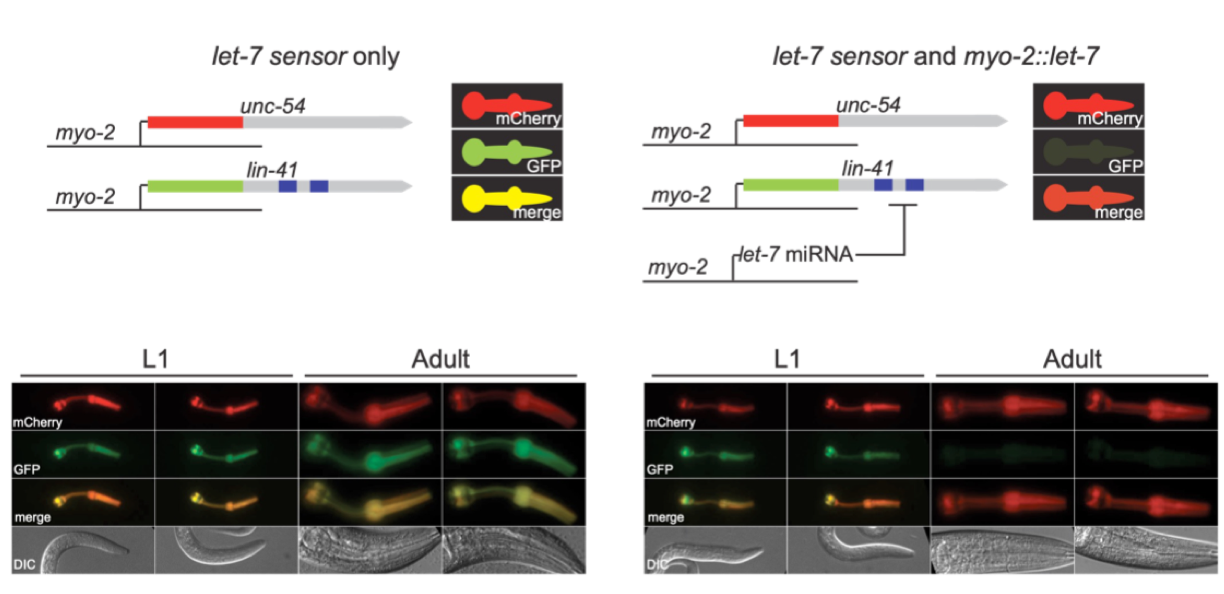 let-7 sensor only
unc-54
myo-2
lin-41
myo-2
mCherry
GFP
merge
let-7 sensor and myo-2::let-7
unc-54
myo-2
lin-41
myo-2
let-7 miRNA
myo-2
mCherry
GFP
merge
L1
Adult
mCherry
GFP
merge
DIC
L1
Adult
mCherry
GFP
merge
DIC